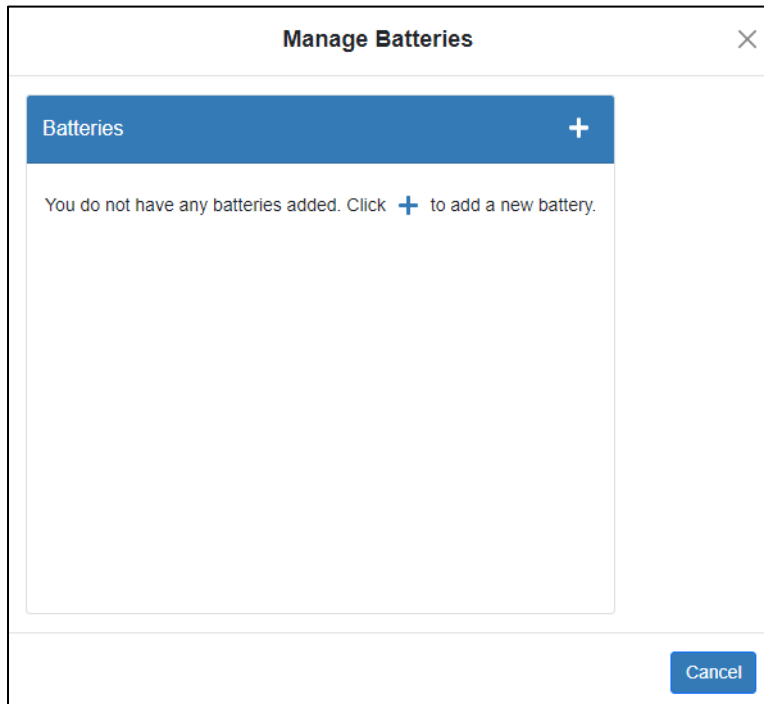 Manage Batteries
Batteries
You do not have any batteries added. Click + to add a new battery.
Cancel